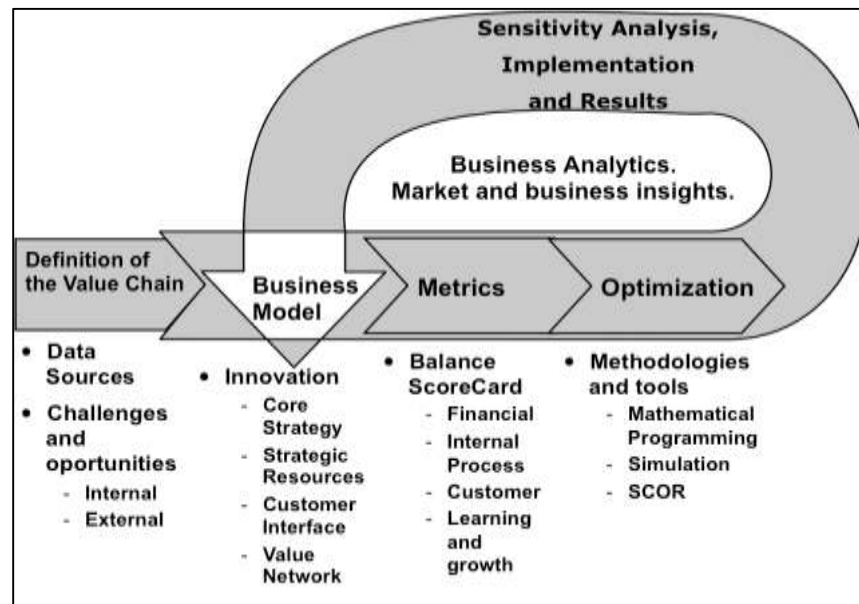 Sensitivity Analysis,
Implementation
and Results
Business Analytics.
Market and business insights.
Definition of
the Value Chain
Business
Model
Metrics
Optimization
• Data
Sources
• Challenges
and
oportunities
- Internal
- External
• Innovation
- Core
Strategy
- Strategic
Resources
- Customer
Interface
- Value
Network
• Balance
ScoreCard
- Financial
- Internal
Process
- Customer
- Learning
and
growth
• Methodologies
and tools
- Mathematical
Programming
- Simulation
- SCOR